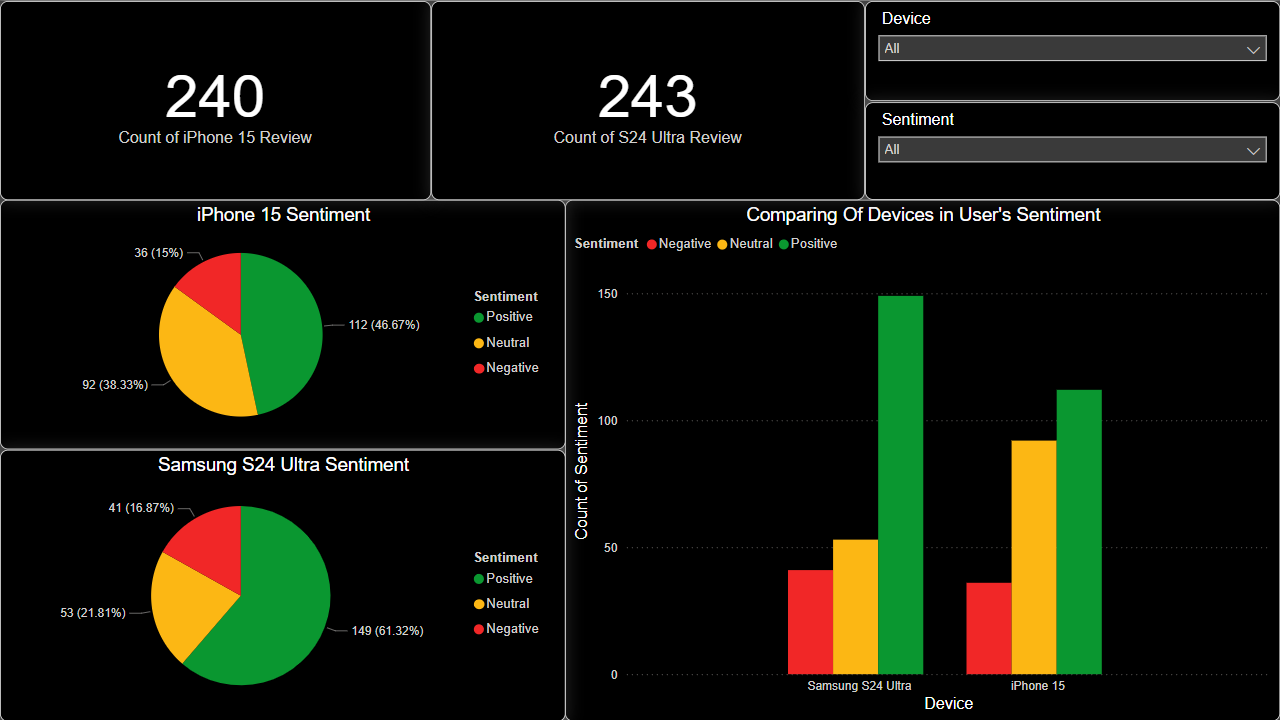 240
Count of iPhone 15 Review
243
Count of S24 Ultra Review
Device
All
Sentiment
All
iPhone 15 Sentiment
36 (15%)
112 (46.67%)
92 (38.33%)
Sentiment
Positive
Neutral
Negative
Samsung S24 Ultra Sentiment
41 (16.87%)
53 (21.81%)
149 (61.32%)
Sentiment
Positive
Neutral
Negative
Comparing Of Devices in User's Sentiment
Sentiment Negative Neutral Positive
150
100
50
0
Count of Sentiment
Samsung S24 Ultra
iPhone 15
Device